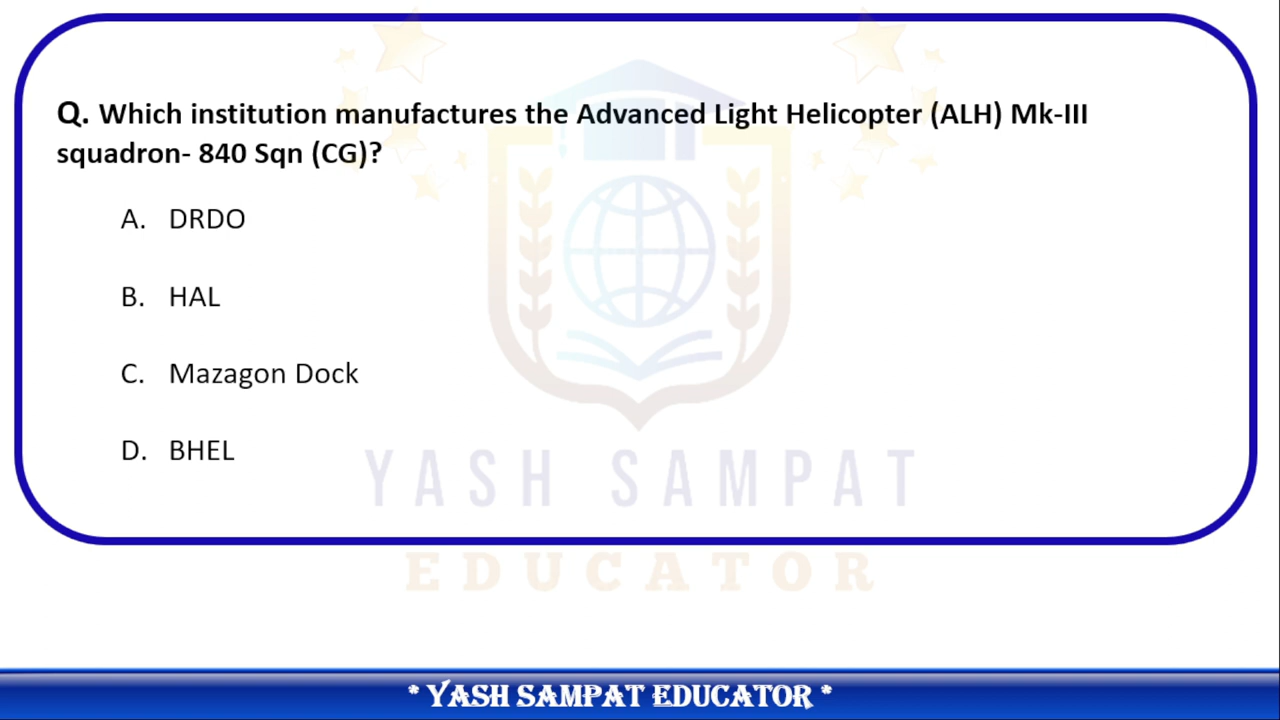 Q. Which institution manufactures the Advanced Light Helicopter (ALH) Mk-III
squadron- 840 Sqn (CG)?
A. DRDO
B. HAL
C. Mazagon Dock
D. BHEL
YASH SAMPAT
EDUCATOR
* YASH SAMPAT EDUCATOR *